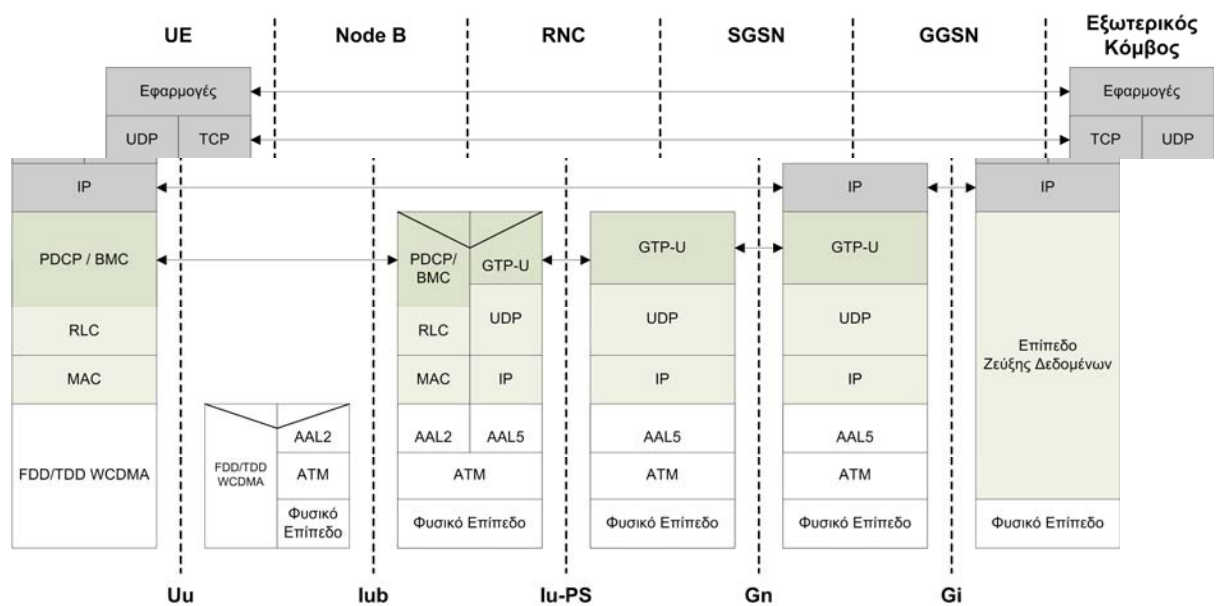 UE
Node B
RNC
SGSN
GGSN
Εξωτερικός
Κόμβος
Εφαρμογές
Εφαρμογές
UDP
TCP
TCP
UDP
IP
IP
IP
PDCP / BMC
PDCP/
BMC
GTP-U
GTP-U
GTP-U
RLC
RLC
UDP
UDP
UDP
Επίπεδο
Ζεύξης Δεδομένων
MAC
MAC
IP
IP
IP
FDD/TDD WCDMA
FDD/TDD
WCDMA
AAL2
AAL2
AAL5
AAL5
AAL5
ATM
ATM
ATM
ATM
Φυσικό
Επίπεδο
Φυσικό Επίπεδο
Φυσικό Επίπεδο
Φυσικό Επίπεδο
Φυσικό Επίπεδο
Uu
Iub
Iu-PS
Gn
Gi